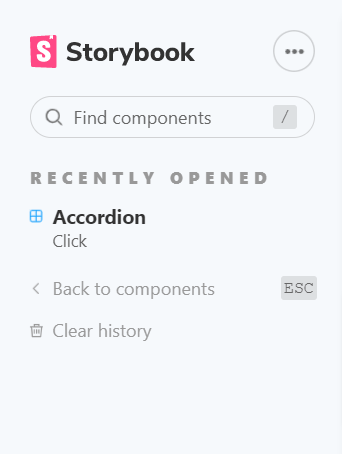 S Storybook
Find components /
RECENTLY OPENED
Accordion
Click
Back to components ESC
Clear history